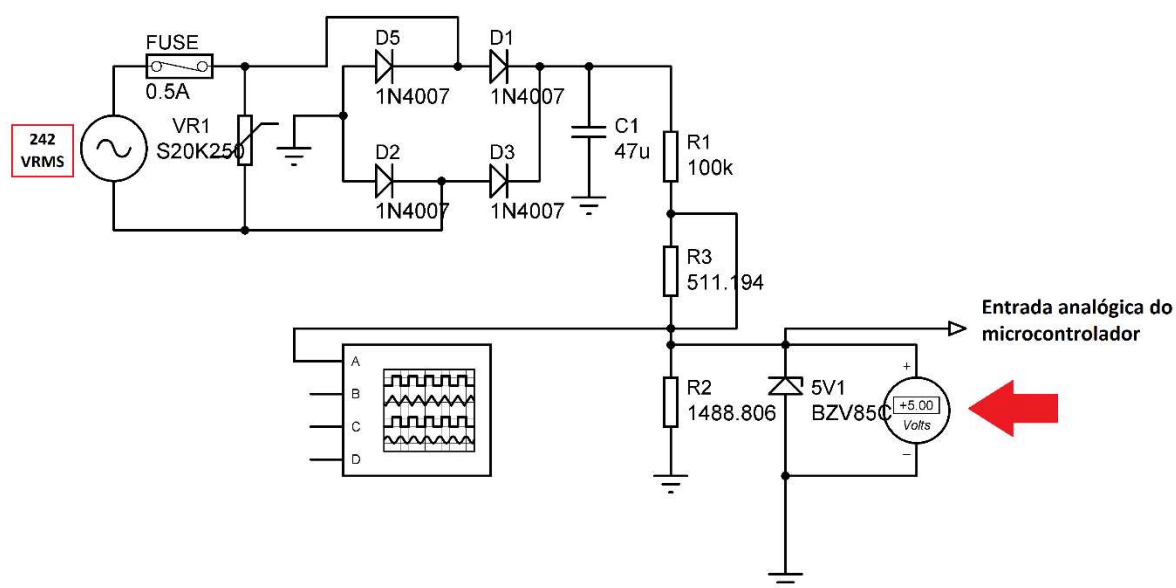 FUSE
0.5A
242
VRMS
VR1
S20K250
D5
1N4007
D1
1N4007
D2
1N4007
D3
1N4007
C1
47u
R1
100k
R3
511.194
A
B
C
D
R2
1488.806
5V1
BZV85C
+
+5.00
Volts
−
Entrada analógica do
microcontrolador